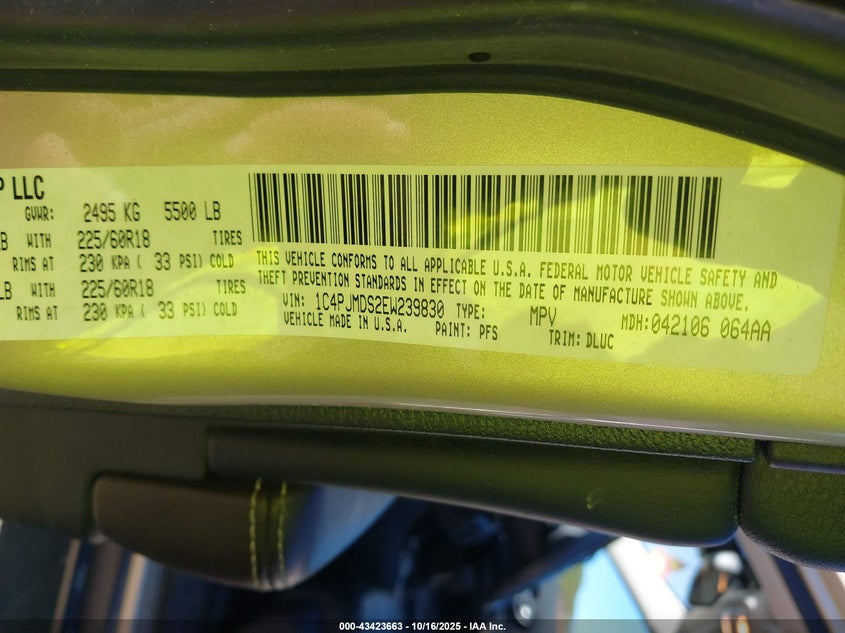 P LLC
GVWR: 2495 KG 5500 LB
LB WITH 225/60R18 TIRES
RIMS AT 230 KPA ( 33 PSI) COLD
LB WITH 225/60R18 TIRES
RIMS AT 230 KPA ( 33 PSI) COLD
THIS VEHICLE CONFORMS TO ALL APPLICABLE U.S.A. FEDERAL MOTOR VEHICLE SAFETY AND
THEFT PREVENTION STANDARDS IN EFFECT ON THE DATE OF MANUFACTURE SHOWN ABOVE.
VIN: 1C4PJMDS2EW239830 TYPE: MPV MDH:042106 064AA
VEHICLE MADE IN U.S.A. PAINT: PFS TRIM: DLUC
000-43423663 - 10/16/2025 - IAA Inc.